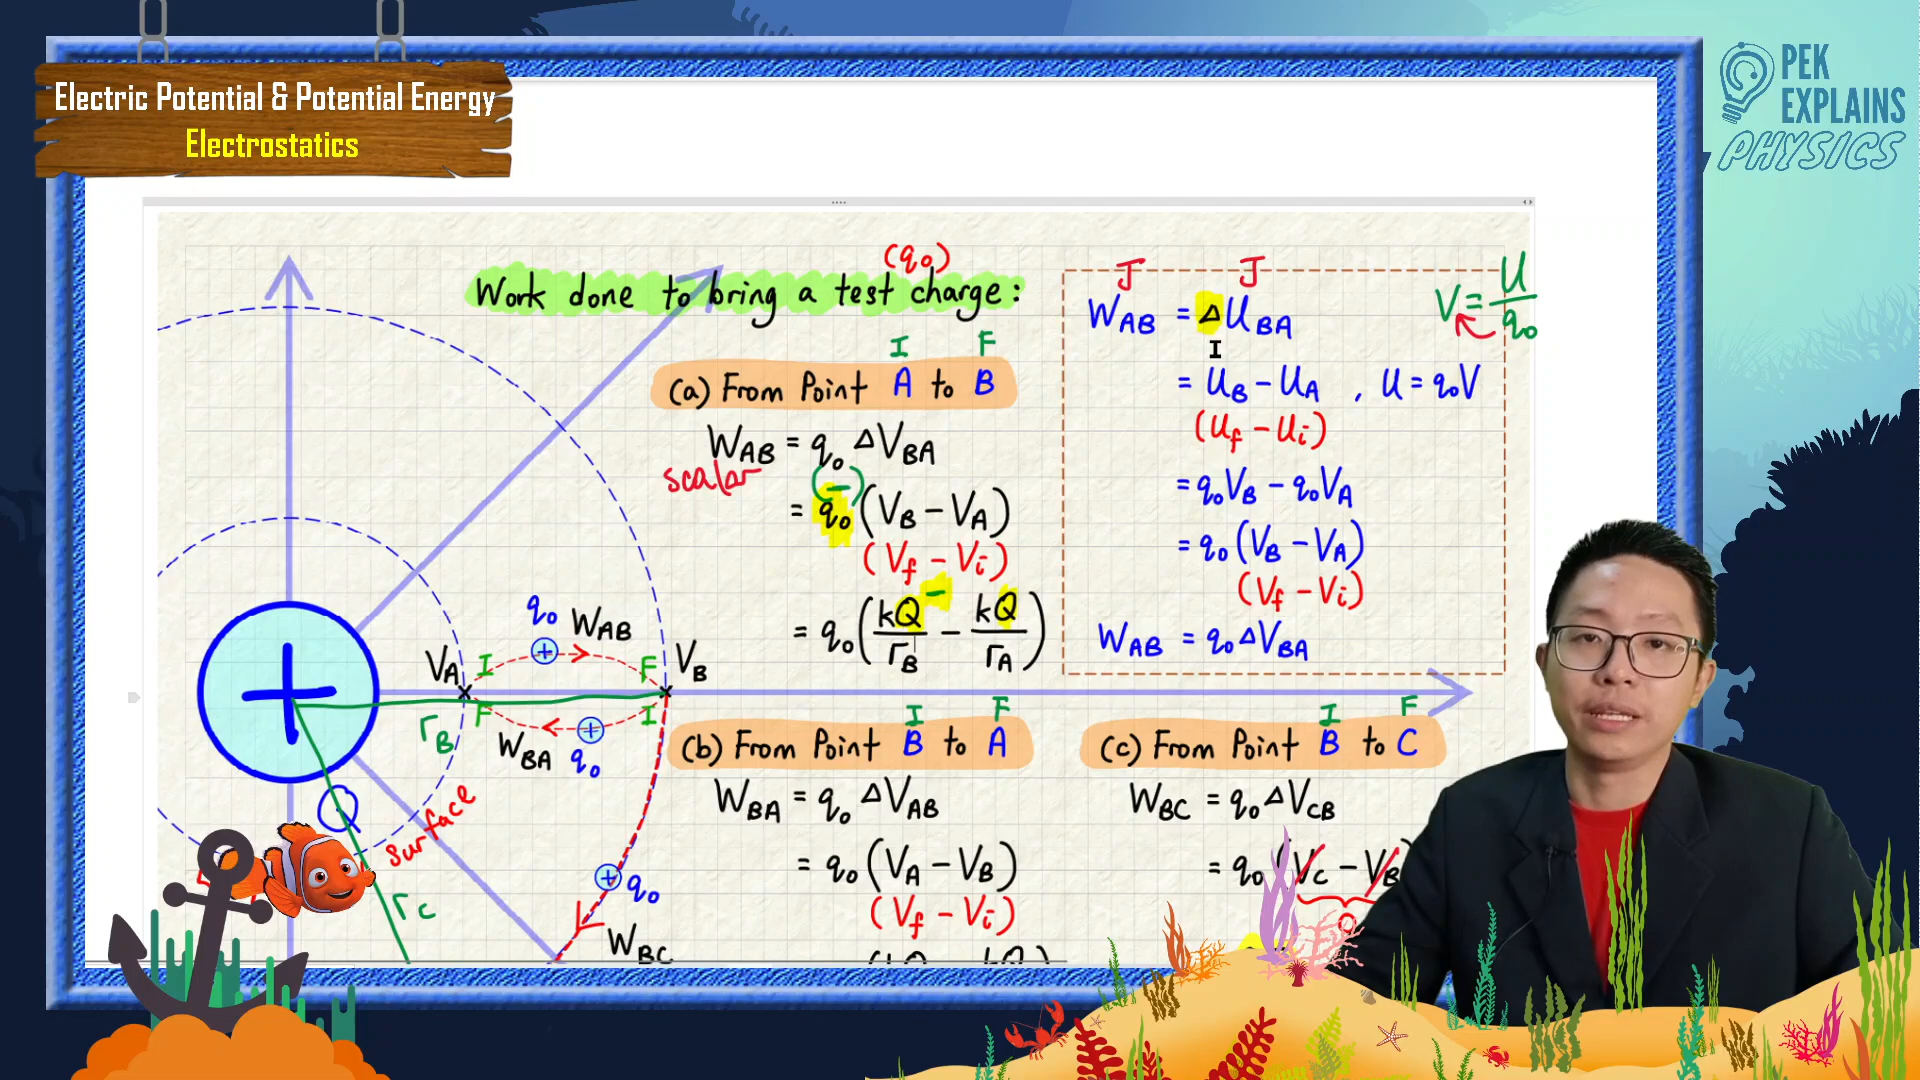 Electric Potential & Potential Energy
Electrostatics
PEK
EXPLAINS
PHYSICS
(q₀)
Work done to bring a test charge:
I F
(a) From Point A to B
W_AB = q₀ ΔV_BA
scalar
(−)
= q₀ (V_B − V_A)
(V_f − V_i)
−
= q₀ (kQ/r_B − kQ/r_A)
J J
W_AB = ΔU_BA
= U_B − U_A , U = q₀V
(U_f − U_i)
= q₀V_B − q₀V_A
= q₀ (V_B − V_A)
(V_f − V_i)
W_AB = q₀ ΔV_BA
V = U/q₀
q₀ W_AB
+
V_A I F V_B
+
F I
r_B W_BA q₀
+
Q
surface
r_C
+ q₀
W_BC
I F
(b) From Point B to A
W_BA = q₀ ΔV_AB
= q₀ (V_A − V_B)
(V_f − V_i)
I F
(c) From Point B to C
W_BC = q₀ ΔV_CB
= q₀ (V_C − V_B
0